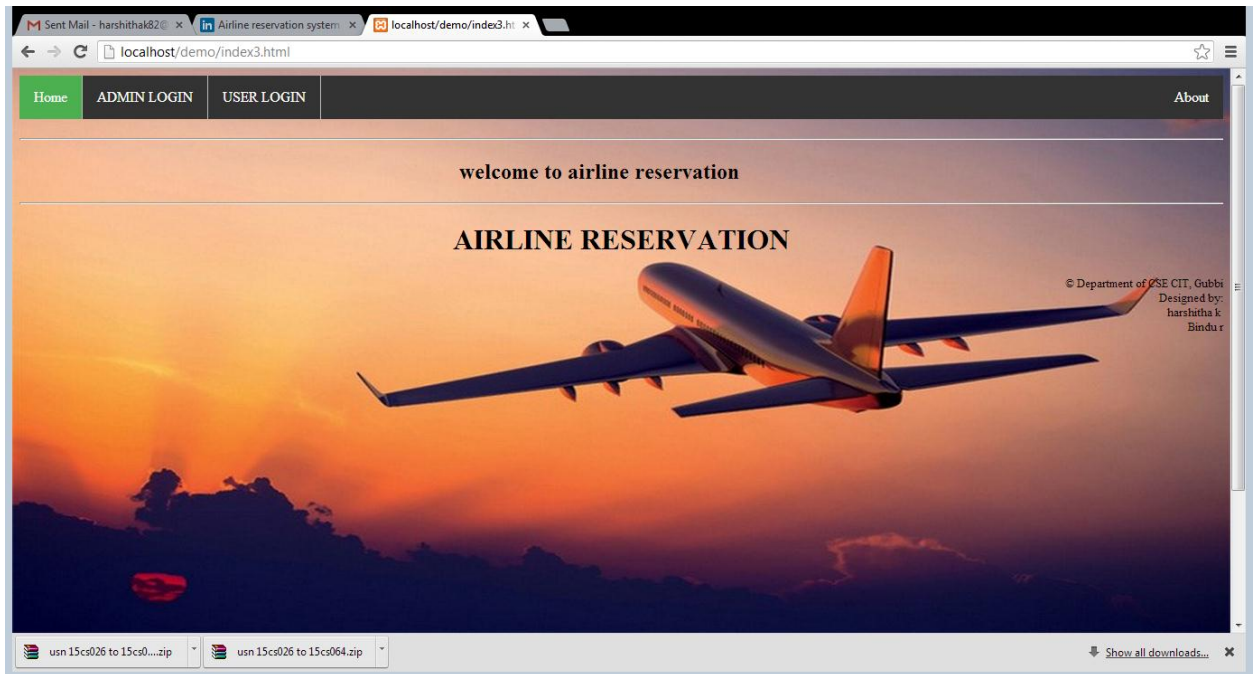 Sent Mail - harshithak82@
Airline reservation system
localhost/demo/index3.ht
localhost/demo/index3.html
Home ADMIN LOGIN USER LOGIN About
welcome to airline reservation
AIRLINE RESERVATION
© Department of CSE CIT, Gubbi
Designed by:
harshitha k
Bindu r
usn 15cs026 to 15cs0....zip
usn 15cs026 to 15cs064.zip
Show all downloads...